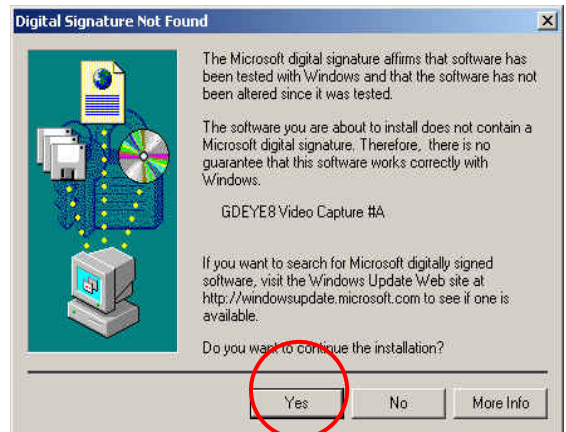 Digital Signature Not Found
The Microsoft digital signature affirms that software has
been tested with Windows and that the software has not
been altered since it was tested.
The software you are about to install does not contain a
Microsoft digital signature. Therefore, there is no
guarantee that this software works correctly with
Windows.
GDEYE8 Video Capture #A
If you want to search for Microsoft digitally signed
software, visit the Windows Update Web site at
http://windowsupdate.microsoft.com to see if one is
available.
Do you want to continue the installation?
Yes No More Info